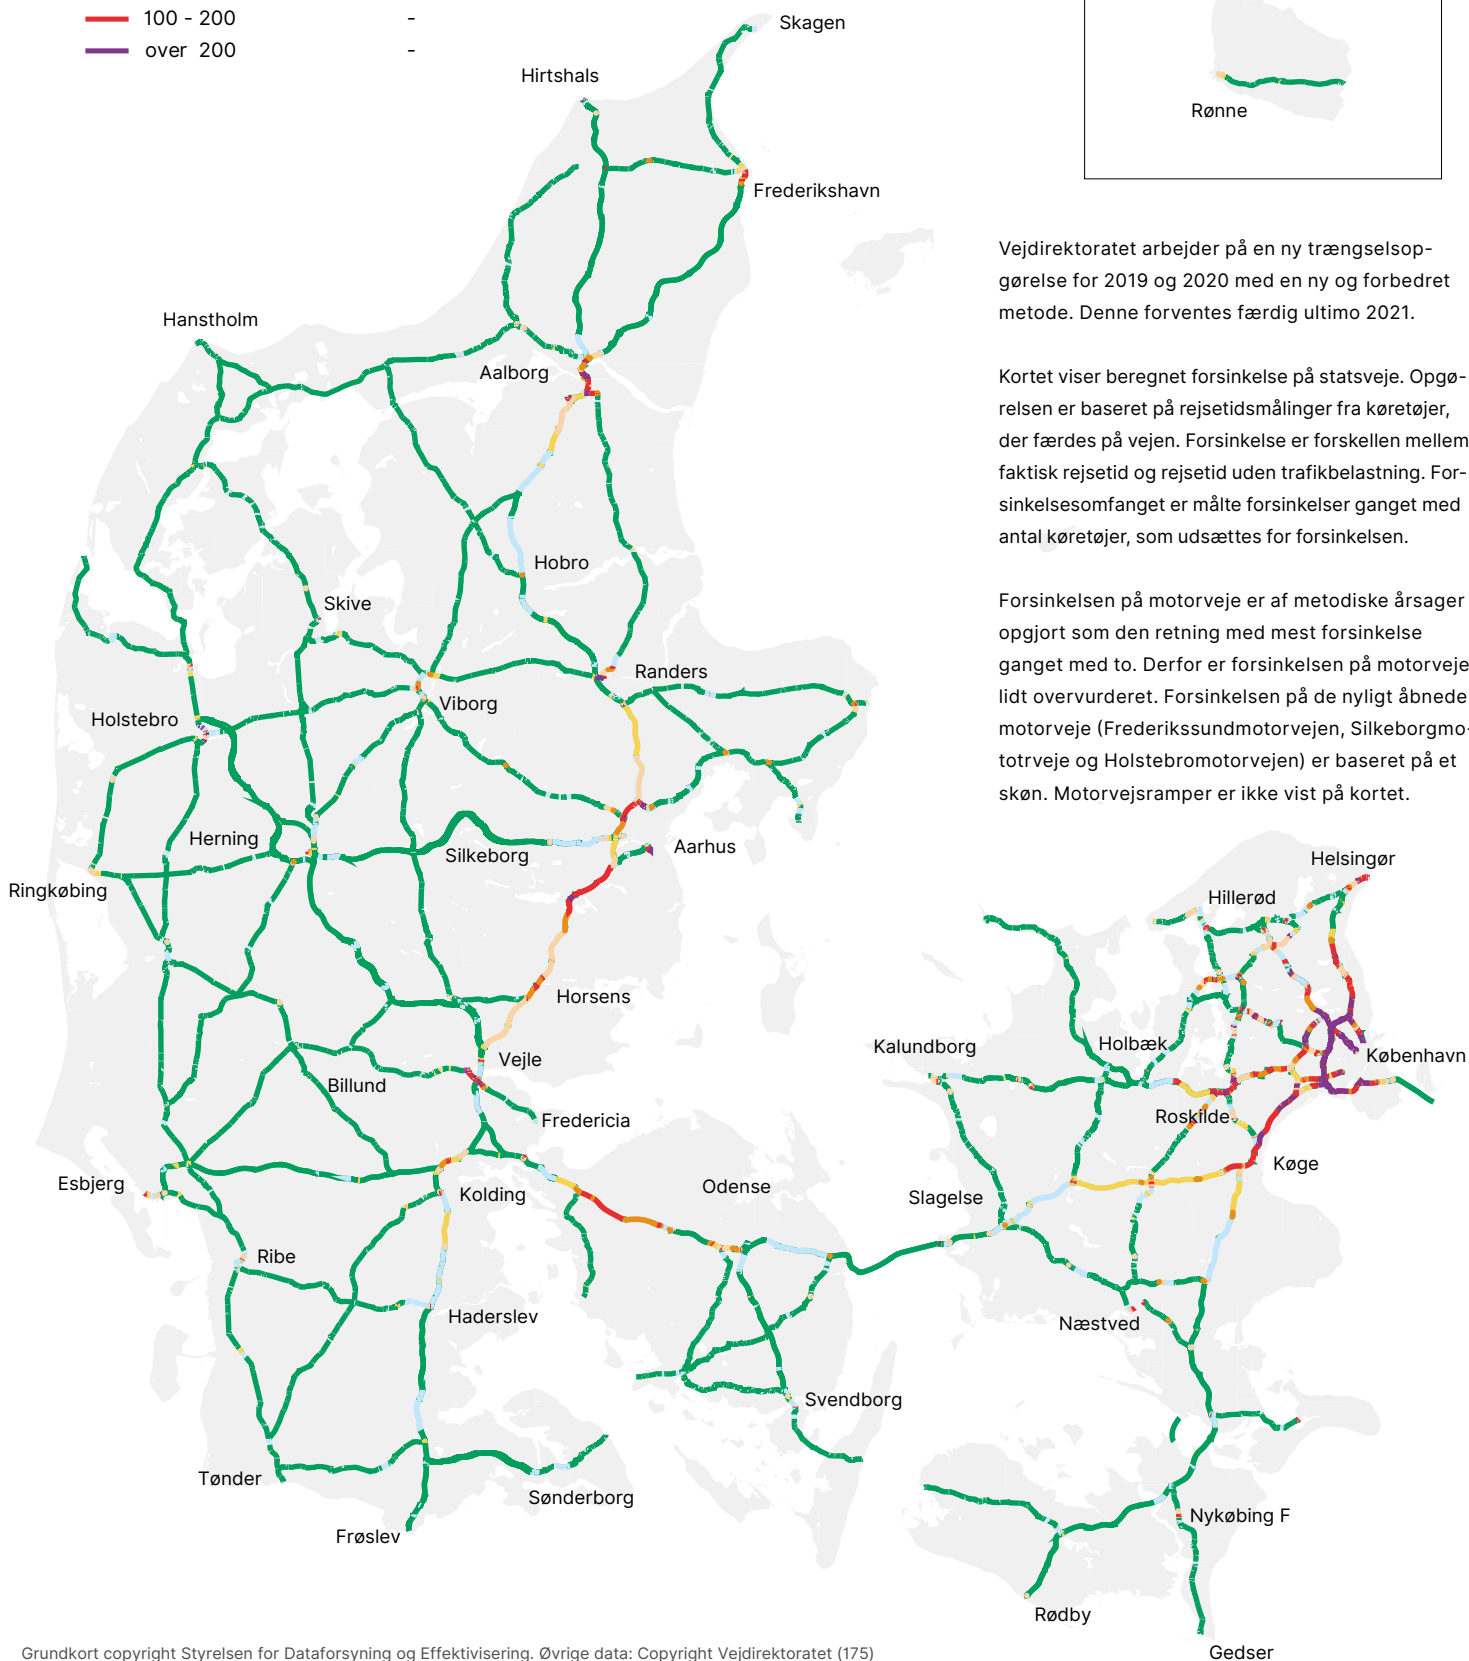 100 - 200 -
over 200 -
Skagen
Hirtshals
Rønne
Frederikshavn
Vejdirektoratet arbejder på en ny trængselsop-
gørelse for 2019 og 2020 med en ny og forbedret
metode. Denne forventes færdig ultimo 2021.
Hanstholm
Aalborg
Kortet viser beregnet forsinkelse på statsveje. Opgø-
relsen er baseret på rejsetidsmålinger fra køretøjer,
der færdes på vejen. Forsinkelse er forskellen mellem
faktisk rejsetid og rejsetid uden trafikbelastning. For-
sinkelsesomfanget er målte forsinkelser ganget med
antal køretøjer, som udsættes for forsinkelsen.
Hobro
Skive
Forsinkelsen på motorveje er af metodiske årsager
opgjort som den retning med mest forsinkelse
ganget med to. Derfor er forsinkelsen på motorveje
lidt overvurderet. Forsinkelsen på de nyligt åbnede
motorveje (Frederikssundmotorvejen, Silkeborgmo-
totrveje og Holstebromotorvejen) er baseret på et
skøn. Motorvejsramper er ikke vist på kortet.
Randers
Viborg
Holstebro
Herning
Silkeborg
Aarhus
Helsingør
Ringkøbing
Hillerød
Horsens
Vejle
Kalundborg
Holbæk
København
Billund
Fredericia
Roskilde
Køge
Esbjerg
Kolding
Odense
Slagelse
Ribe
Haderslev
Næstved
Svendborg
Tønder
Sønderborg
Frøslev
Nykøbing F
Rødby
Gedser
Grundkort copyright Styrelsen for Dataforsyning og Effektivisering. Øvrige data: Copyright Vejdirektoratet (175)